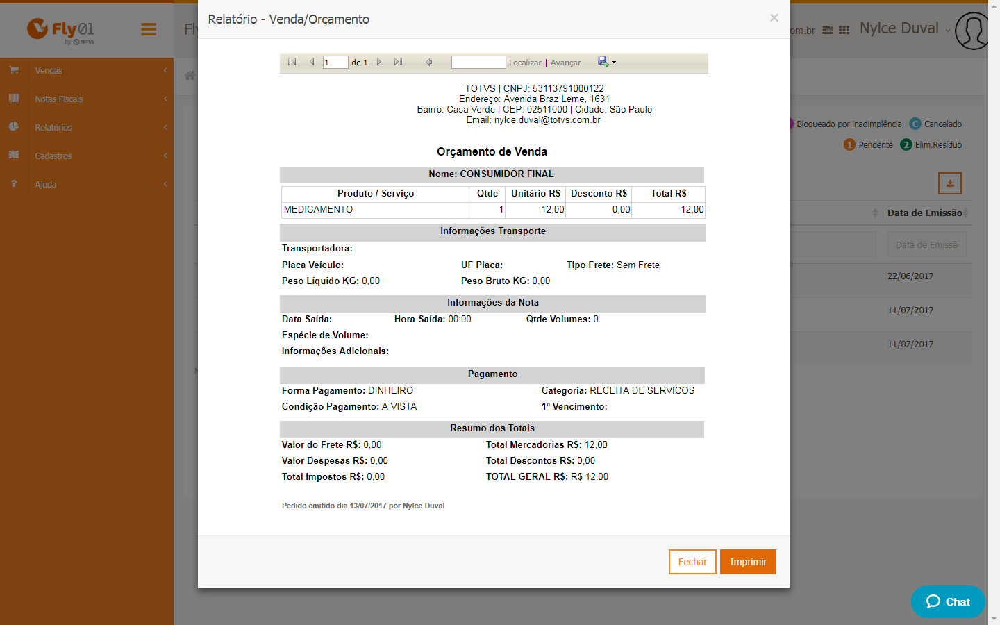 Relatório - Venda/Orçamento
×
Fly01
by TOTVS
Fl
om.br
Nylce Duval
Vendas
Notas Fiscais
Relatórios
Cadastros
? Ajuda
1 de 1
Localizar | Avançar
TOTVS | CNPJ: 53113791000122
Endereço: Avenida Braz Leme, 1631
Bairro: Casa Verde | CEP: 02511000 | Cidade: São Paulo
Email: nylce.duval@totvs.com.br
Orçamento de Venda
Nome: CONSUMIDOR FINAL
Produto / Serviço Qtde Unitário R$ Desconto R$ Total R$
MEDICAMENTO 1 12,00 0,00 12,00
Informações Transporte
Transportadora:
Placa Veículo: UF Placa: Tipo Frete: Sem Frete
Peso Líquido KG: 0,00 Peso Bruto KG: 0,00
Informações da Nota
Data Saída: Hora Saída: 00:00 Qtde Volumes: 0
Espécie de Volume:
Informações Adicionais:
Pagamento
Forma Pagamento: DINHEIRO Categoria: RECEITA DE SERVICOS
Condição Pagamento: A VISTA 1º Vencimento:
Resumo dos Totais
Valor do Frete R$: 0,00 Total Mercadorias R$: 12,00
Valor Despesas R$: 0,00 Total Descontos R$: 0,00
Total Impostos R$: 0,00 TOTAL GERAL R$: R$ 12,00
Pedido emitido dia 13/07/2017 por Nylce Duval
Fechar
Imprimir
Bloqueado por inadimplência C Cancelado
1 Pendente 2 Elim.Resíduo
Data de Emissão
Data de Emissã
22/06/2017
11/07/2017
11/07/2017
Chat